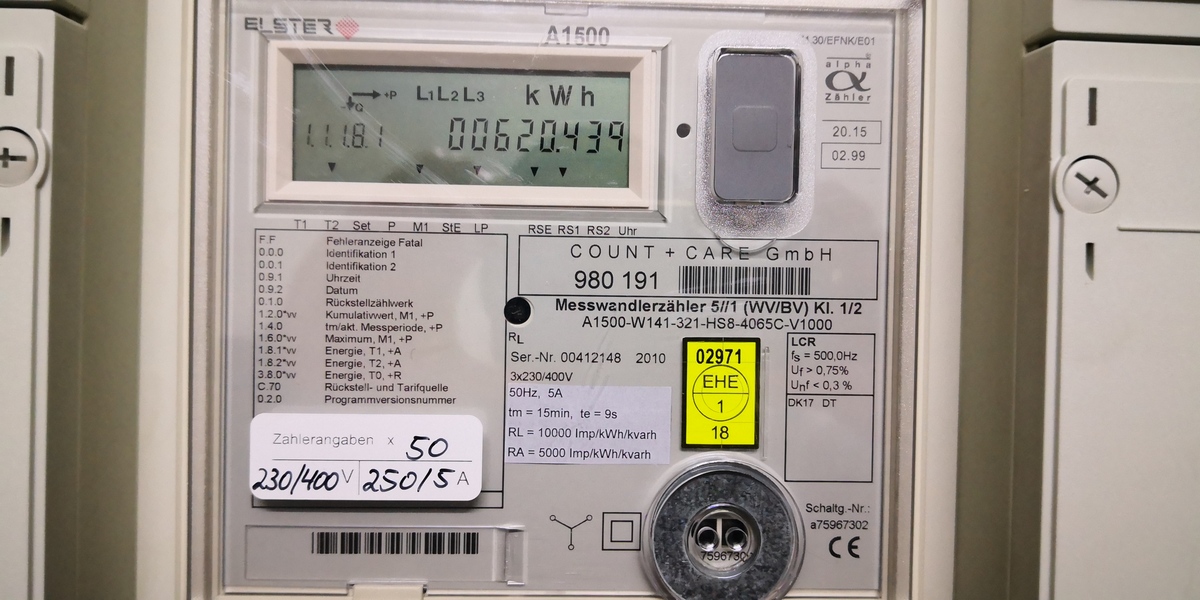 ELSTER
A1500
.30/EFNK/E01
+P L1 L2 L3 kWh
Q
1.1.1.8.1 00620.439
alpha
α
Zähler
20.15
02.99
T1 T2 Set P M1 StE LP RSE RS1 RS2 Uhr
F.F Fehleranzeige Fatal
0.0.0 Identifikation 1
0.0.1 Identifikation 2
0.9.1 Uhrzeit
0.9.2 Datum
0.1.0 Rückstellzählwerk
1.2.0*vv Kumulativwert, M1, +P
1.4.0 tm/akt. Messperiode, +P
1.6.0*vv Maximum, M1, +P
1.8.1*vv Energie, T1, +A
1.8.2*vv Energie, T2, +A
3.8.0*vv Energie, T0, +R
C.70 Rückstell- und Tarifquelle
0.2.0 Programmversionsnummer
Zählerangaben x 50
230/400 V 250/5 A
COUNT + CARE GmbH
980 191
Messwandlerzähler 5//1 (WV/BV) Kl. 1/2
A1500-W141-321-HS8-4065C-V1000
RL
Ser.-Nr. 00412148 2010
3x230/400V
50Hz, 5A
tm = 15min, te = 9s
RL = 10000 Imp/kWh/kvarh
RA = 5000 Imp/kWh/kvarh
02971
EHE
1
18
LCR
fs = 500,0Hz
Uf > 0,75%
Unf < 0,3 %
DK17 DT
Schaltg.-Nr.:
a75967302
CE